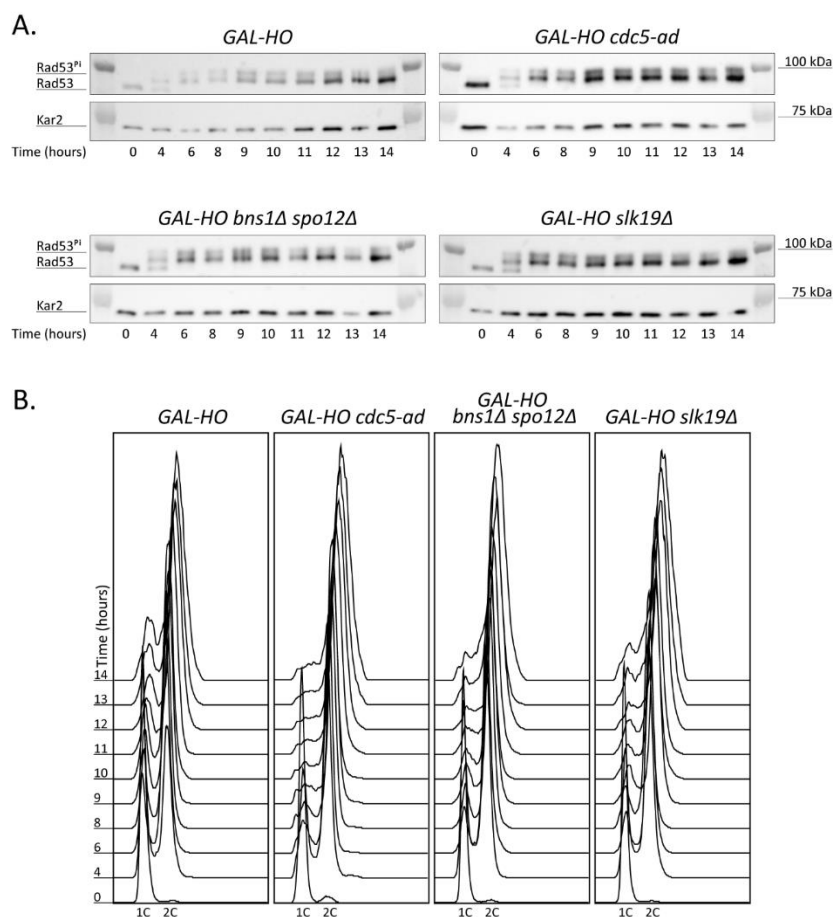 A.
GAL-HO
GAL-HO cdc5-ad
Rad53Pi
Rad53
100 kDa
Kar2
75 kDa
Time (hours) 0 4 6 8 9 10 11 12 13 14
0 4 6 8 9 10 11 12 13 14
GAL-HO bns1Δ spo12Δ
GAL-HO slk19Δ
Rad53Pi
Rad53
100 kDa
Kar2
75 kDa
Time (hours) 0 4 6 8 9 10 11 12 13 14
0 4 6 8 9 10 11 12 13 14
B.
GAL-HO
GAL-HO cdc5-ad
GAL-HO
bns1Δ spo12Δ
GAL-HO slk19Δ
Time (hours)
14
13
12
11
10
9
8
6
4
0
1C 2C
1C 2C
1C 2C
1C 2C